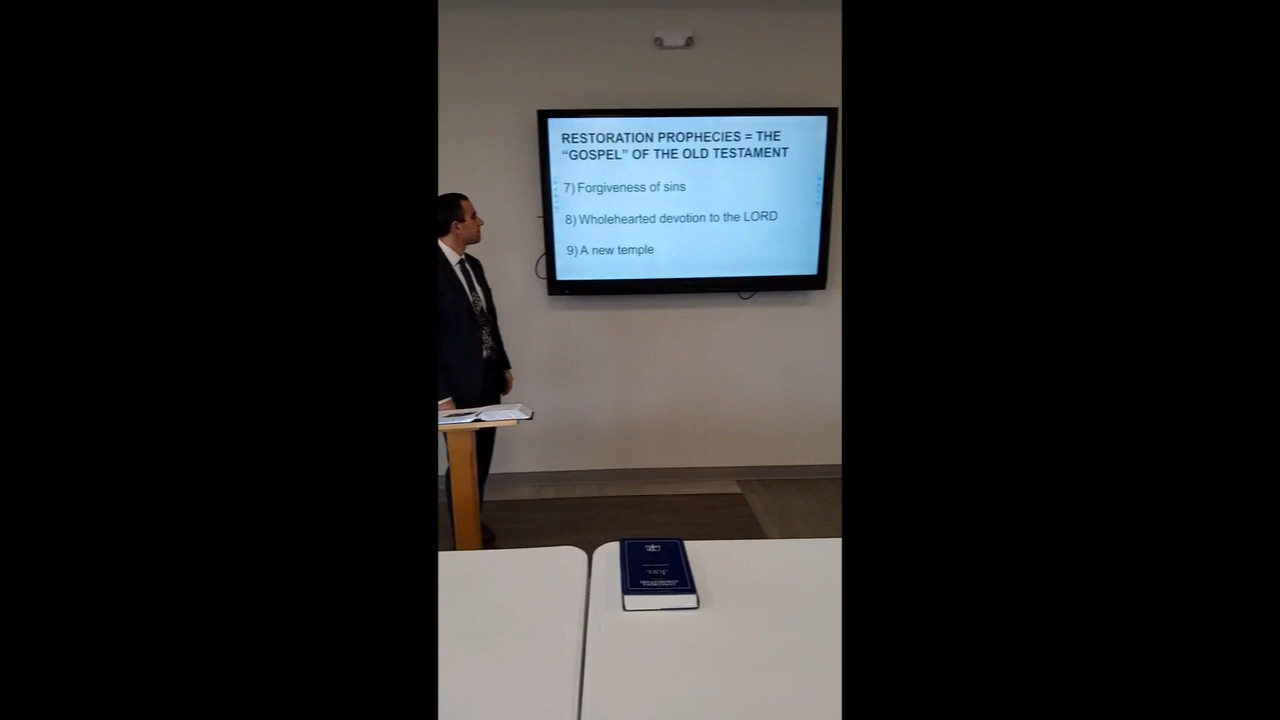 RESTORATION PROPHECIES = THE
“GOSPEL” OF THE OLD TESTAMENT
7) Forgiveness of sins
8) Wholehearted devotion to the LORD
9) A new temple
JOEL